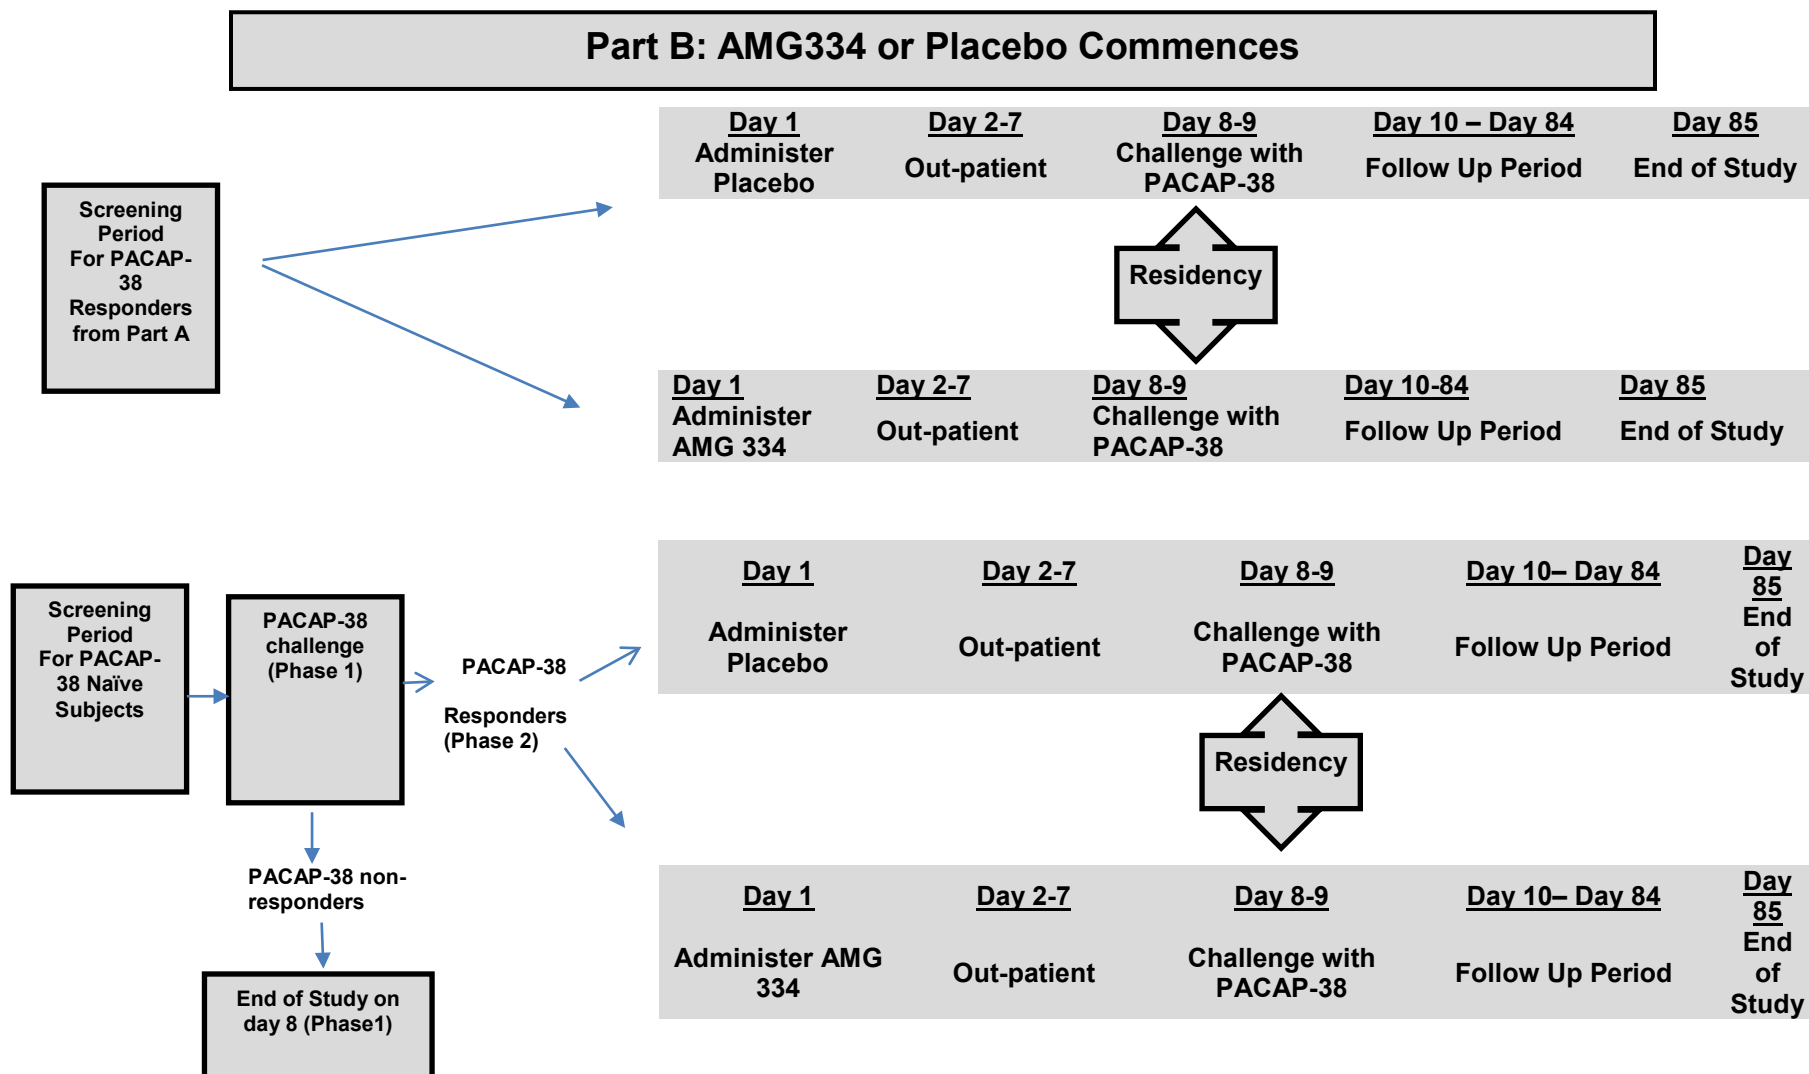 Part B: AMG334 or Placebo Commences
Screening
Period
For PACAP-
38
Responders
from Part A
Day 1
Administer
Placebo
Day 2-7
Out-patient
Day 8-9
Challenge with
PACAP-38
Day 10 – Day 84
Follow Up Period
Day 85
End of Study
Residency
Day 1
Administer
AMG 334
Day 2-7
Out-patient
Day 8-9
Challenge with
PACAP-38
Day 10-84
Follow Up Period
Day 85
End of Study
Screening
Period
For PACAP-
38 Naïve
Subjects
PACAP-38
challenge
(Phase 1)
PACAP-38
Responders
(Phase 2)
PACAP-38 non-
responders
End of Study on
day 8 (Phase1)
Day 1
Administer
Placebo
Day 2-7
Out-patient
Day 8-9
Challenge with
PACAP-38
Day 10– Day 84
Follow Up Period
Day
85
End
of
Study
Residency
Day 1
Administer AMG
334
Day 2-7
Out-patient
Day 8-9
Challenge with
PACAP-38
Day 10– Day 84
Follow Up Period
Day
85
End
of
Study